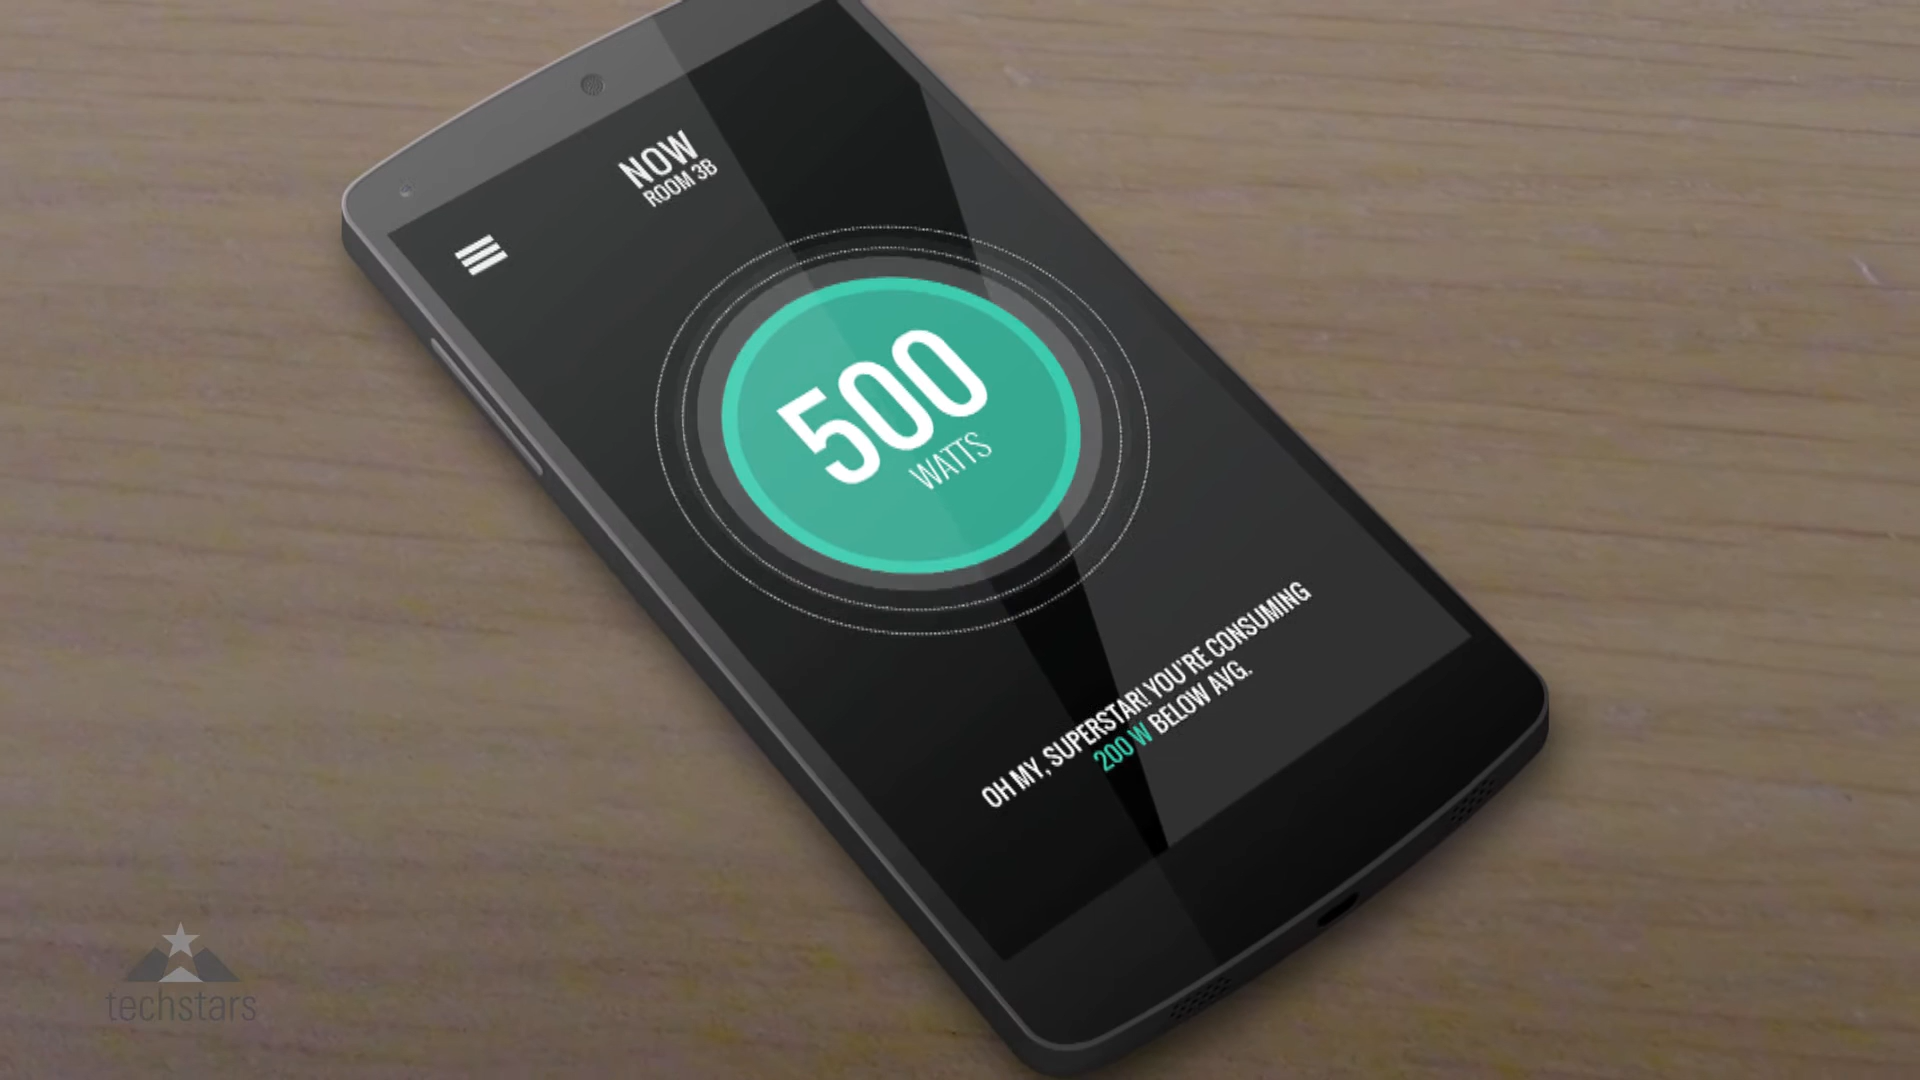 NOW
ROOM 3B
500
WATTS
OH MY, SUPERSTAR! YOU'RE CONSUMING
200 W BELOW AVG.
techstars